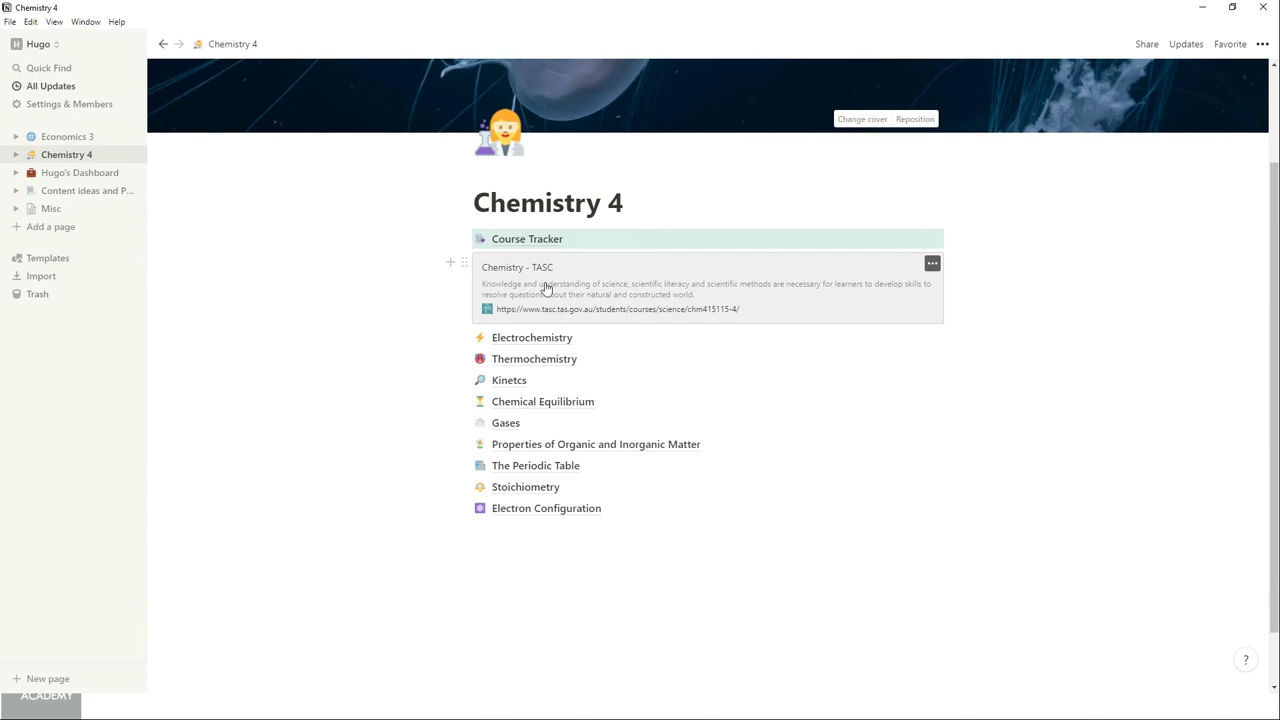 Chemistry 4
File Edit View Window Help
H Hugo
Chemistry 4
Share Updates Favorite
Quick Find
All Updates
Settings & Members
Change cover Reposition
Economics 3
Chemistry 4
Hugo's Dashboard
Content ideas and P...
Misc
Add a page
Templates
Import
Trash
Chemistry 4
Course Tracker
Chemistry - TASC
Knowledge and understanding of science, scientific literacy and scientific methods are necessary for learners to develop skills to
resolve questions about their natural and constructed world.
https://www.tasc.tas.gov.au/students/courses/science/chm415115-4/
Electrochemistry
Thermochemistry
Kinetcs
Chemical Equilibrium
Gases
Properties of Organic and Inorganic Matter
The Periodic Table
Stoichiometry
Electron Configuration
?
New page
ACADEMY